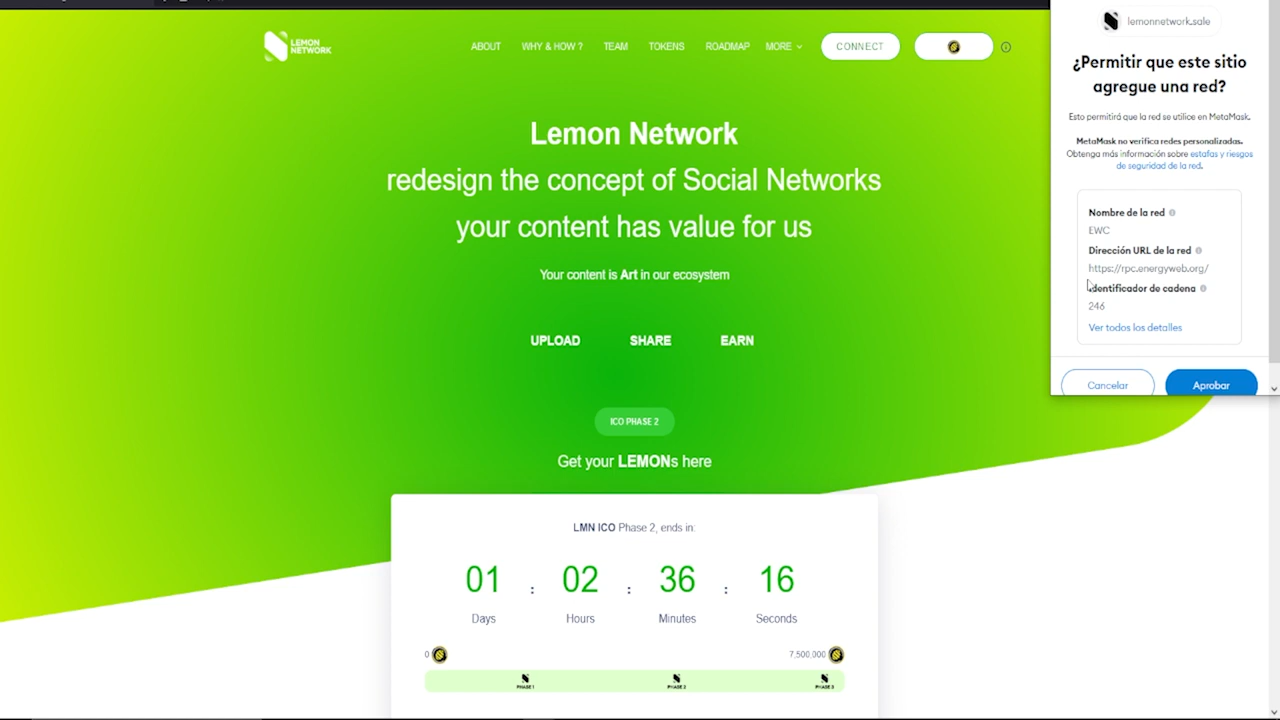 LEMON
NETWORK
ABOUT
WHY & HOW ?
TEAM
TOKENS
ROADMAP
MORE
CONNECT
Lemon Network
redesign the concept of Social Networks
your content has value for us
Your content is Art in our ecosystem
UPLOAD
SHARE
EARN
ICO PHASE 2
Get your LEMONs here
LMN ICO Phase 2, ends in:
01 : 02 : 36 : 16
Days
Hours
Minutes
Seconds
0
7,500,000
PHASE 1
PHASE 2
PHASE 3
lemonnetwork.sale
¿Permitir que este sitio
agregue una red?
Esto permitirá que la red se utilice en MetaMask.
MetaMask no verifica redes personalizadas.
Obtenga más información sobre estafas y riesgos
de seguridad de la red.
Nombre de la red
EWC
Dirección URL de la red
https://rpc.energyweb.org/
Identificador de cadena
246
Ver todos los detalles
Cancelar
Aprobar